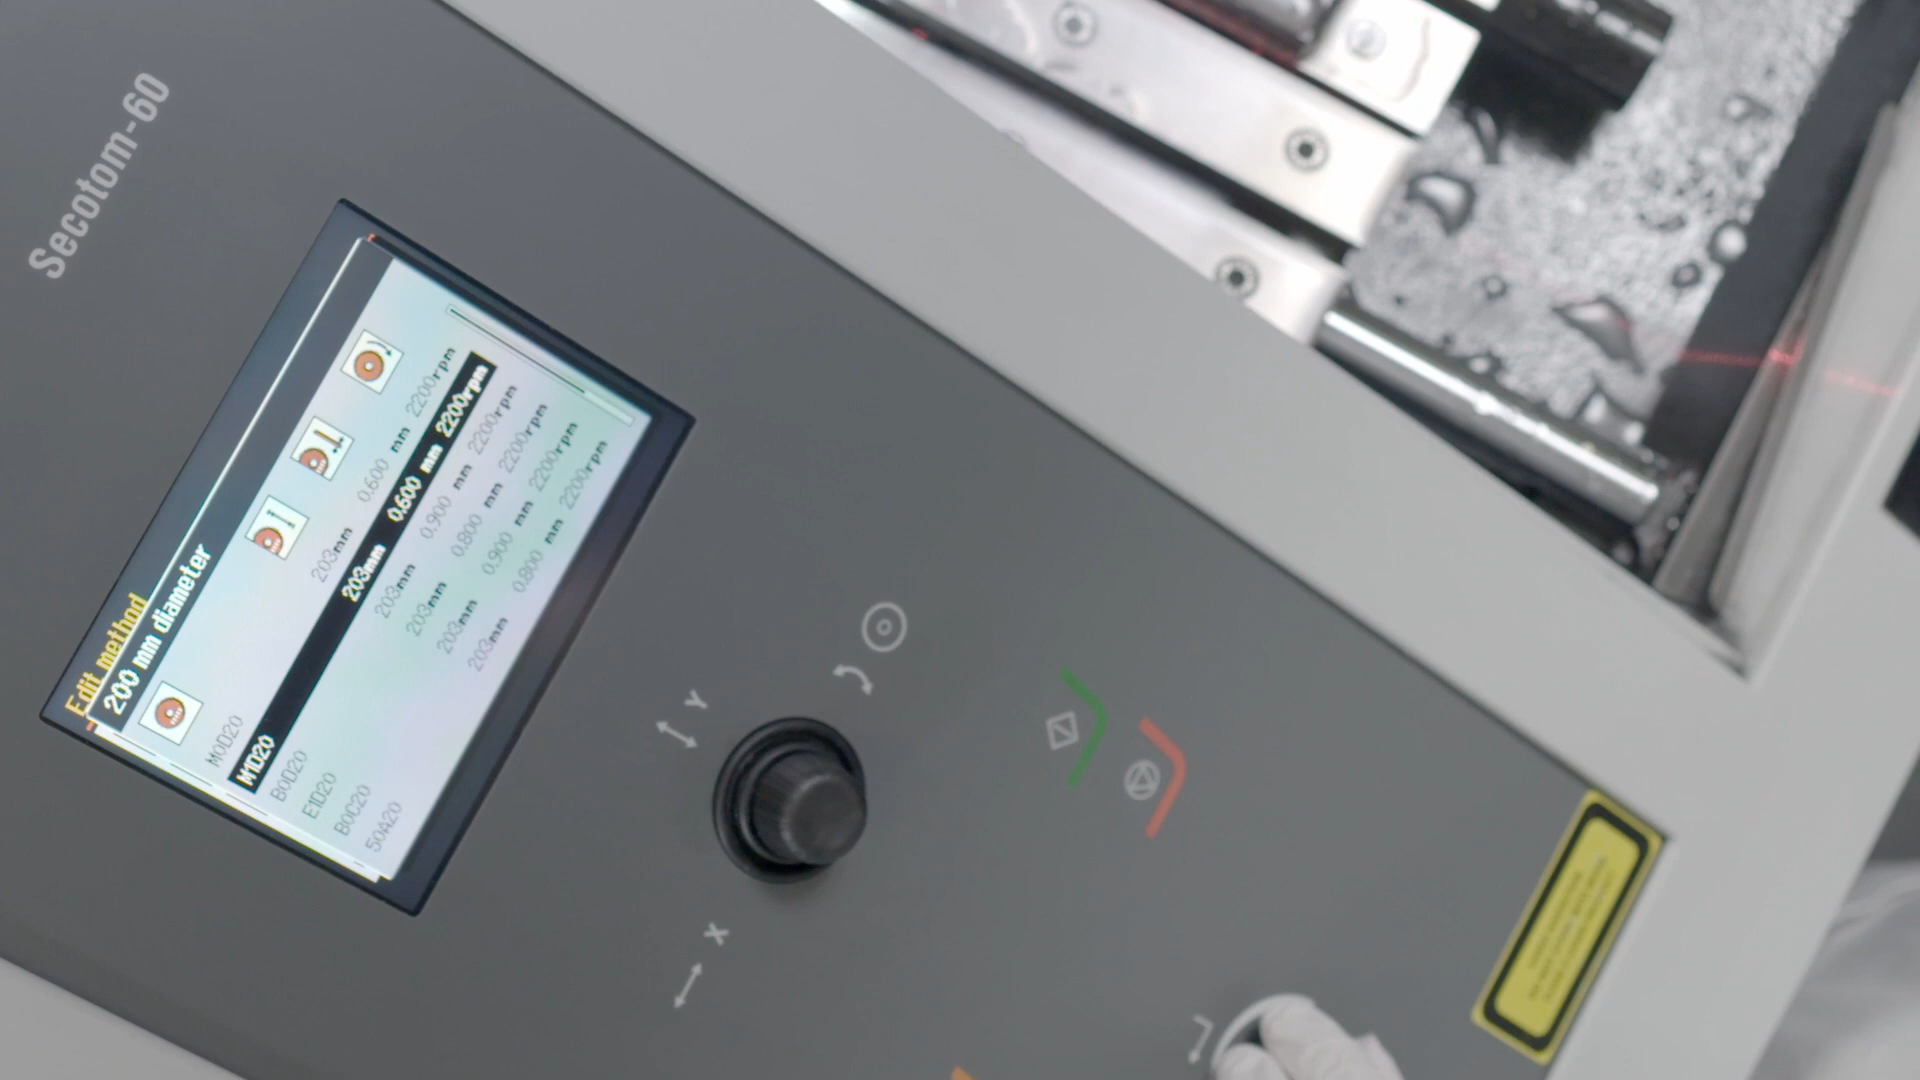 Secotom-60
Edit method
200 mm diameter
M0D20 203mm 0.600 mm 2200rpm
M1D20 203mm 0.600 mm 2200rpm
B0D20 203mm 0.900 mm 2200rpm
E1D20 203mm 0.800 mm 2200rpm
B0C20 203mm 0.900 mm 2200rpm
50A20 203mm 0.800 mm 2200rpm
Y
X